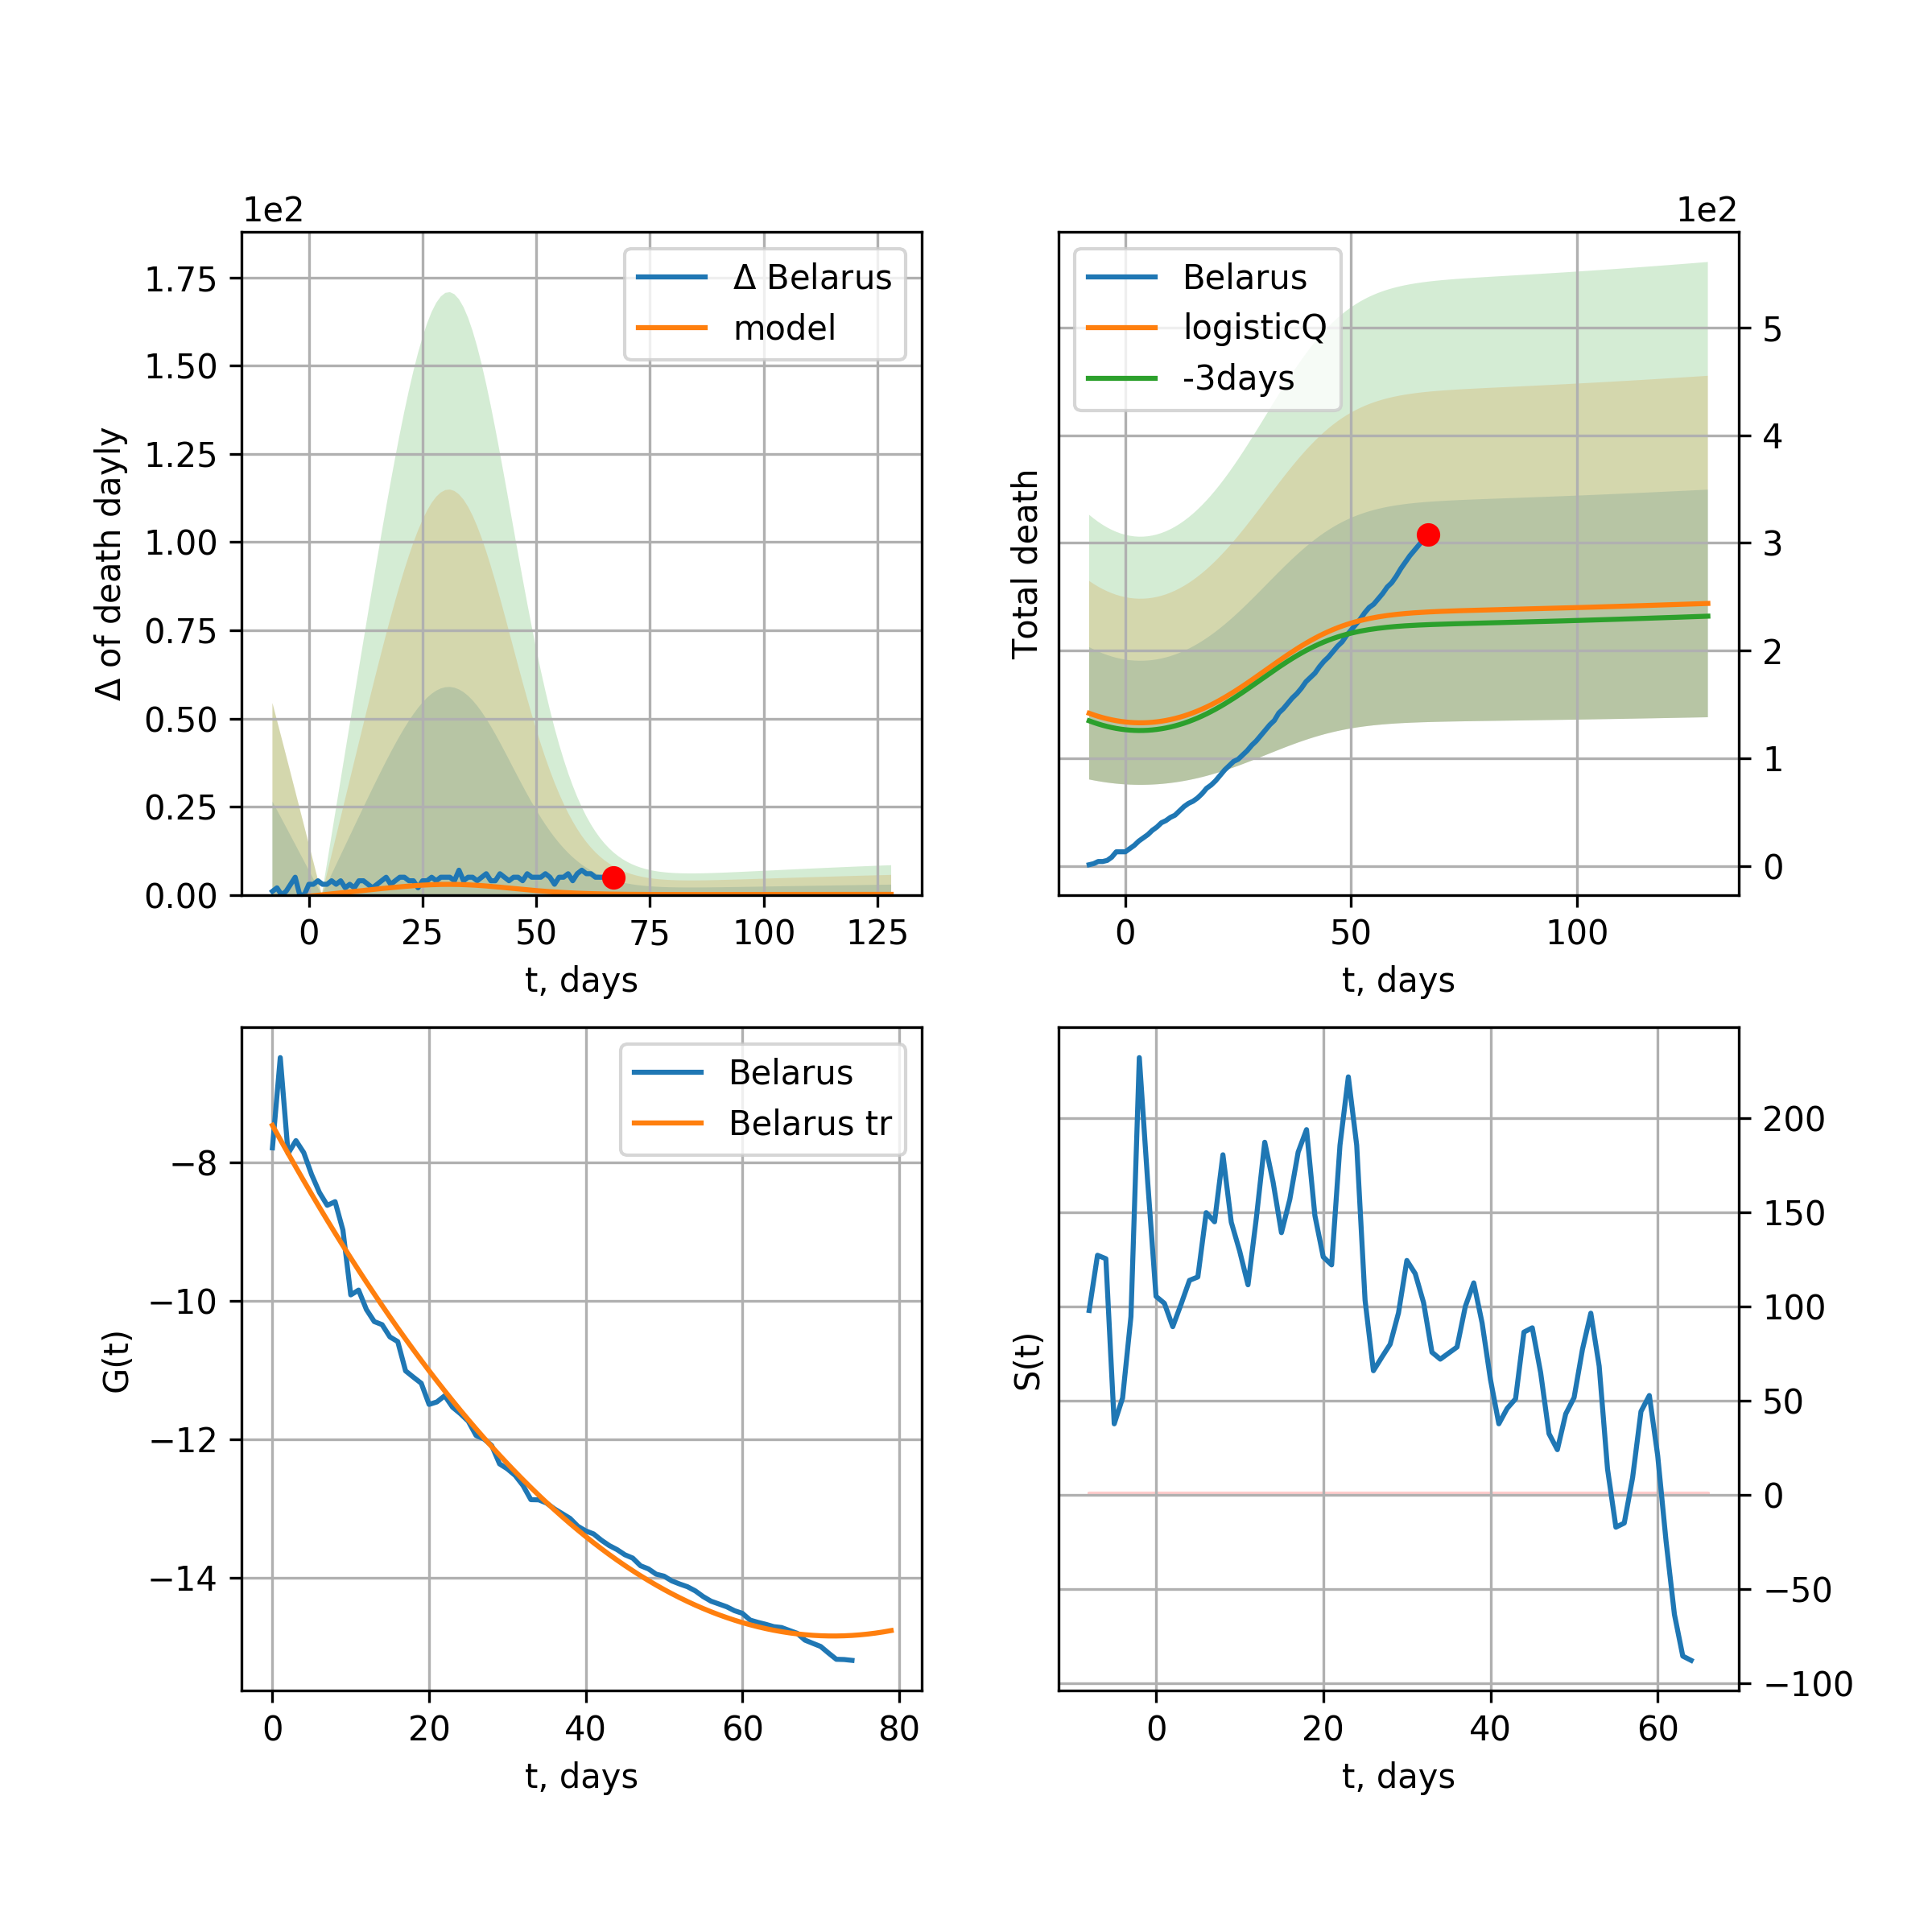 1e2
Δ of death dayly
1.75
1.50
1.25
1.00
0.75
0.50
0.25
0.00
0 25 50 75 100 125
t, days
Δ Belarus
model
1e2
Total death
5
4
3
2
1
0
0 50 100
t, days
Belarus
logisticQ
-3days
G(t)
−8
−10
−12
−14
0 20 40 60 80
t, days
Belarus
Belarus tr
S(t)
200
150
100
50
0
−50
−100
0 20 40 60
t, days